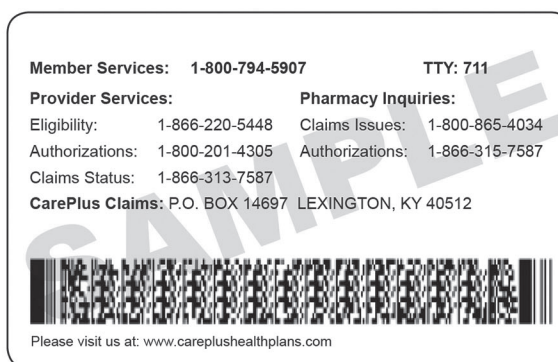 Member Services: 1-800-794-5907 TTY: 711
Provider Services: Pharmacy Inquiries:
Eligibility: 1-866-220-5448 Claims Issues: 1-800-865-4034
Authorizations: 1-800-201-4305 Authorizations: 1-866-315-7587
Claims Status: 1-866-313-7587
CarePlus Claims: P.O. BOX 14697 LEXINGTON, KY 40512
SAMPLE
Please visit us at: www.careplushealthplans.com